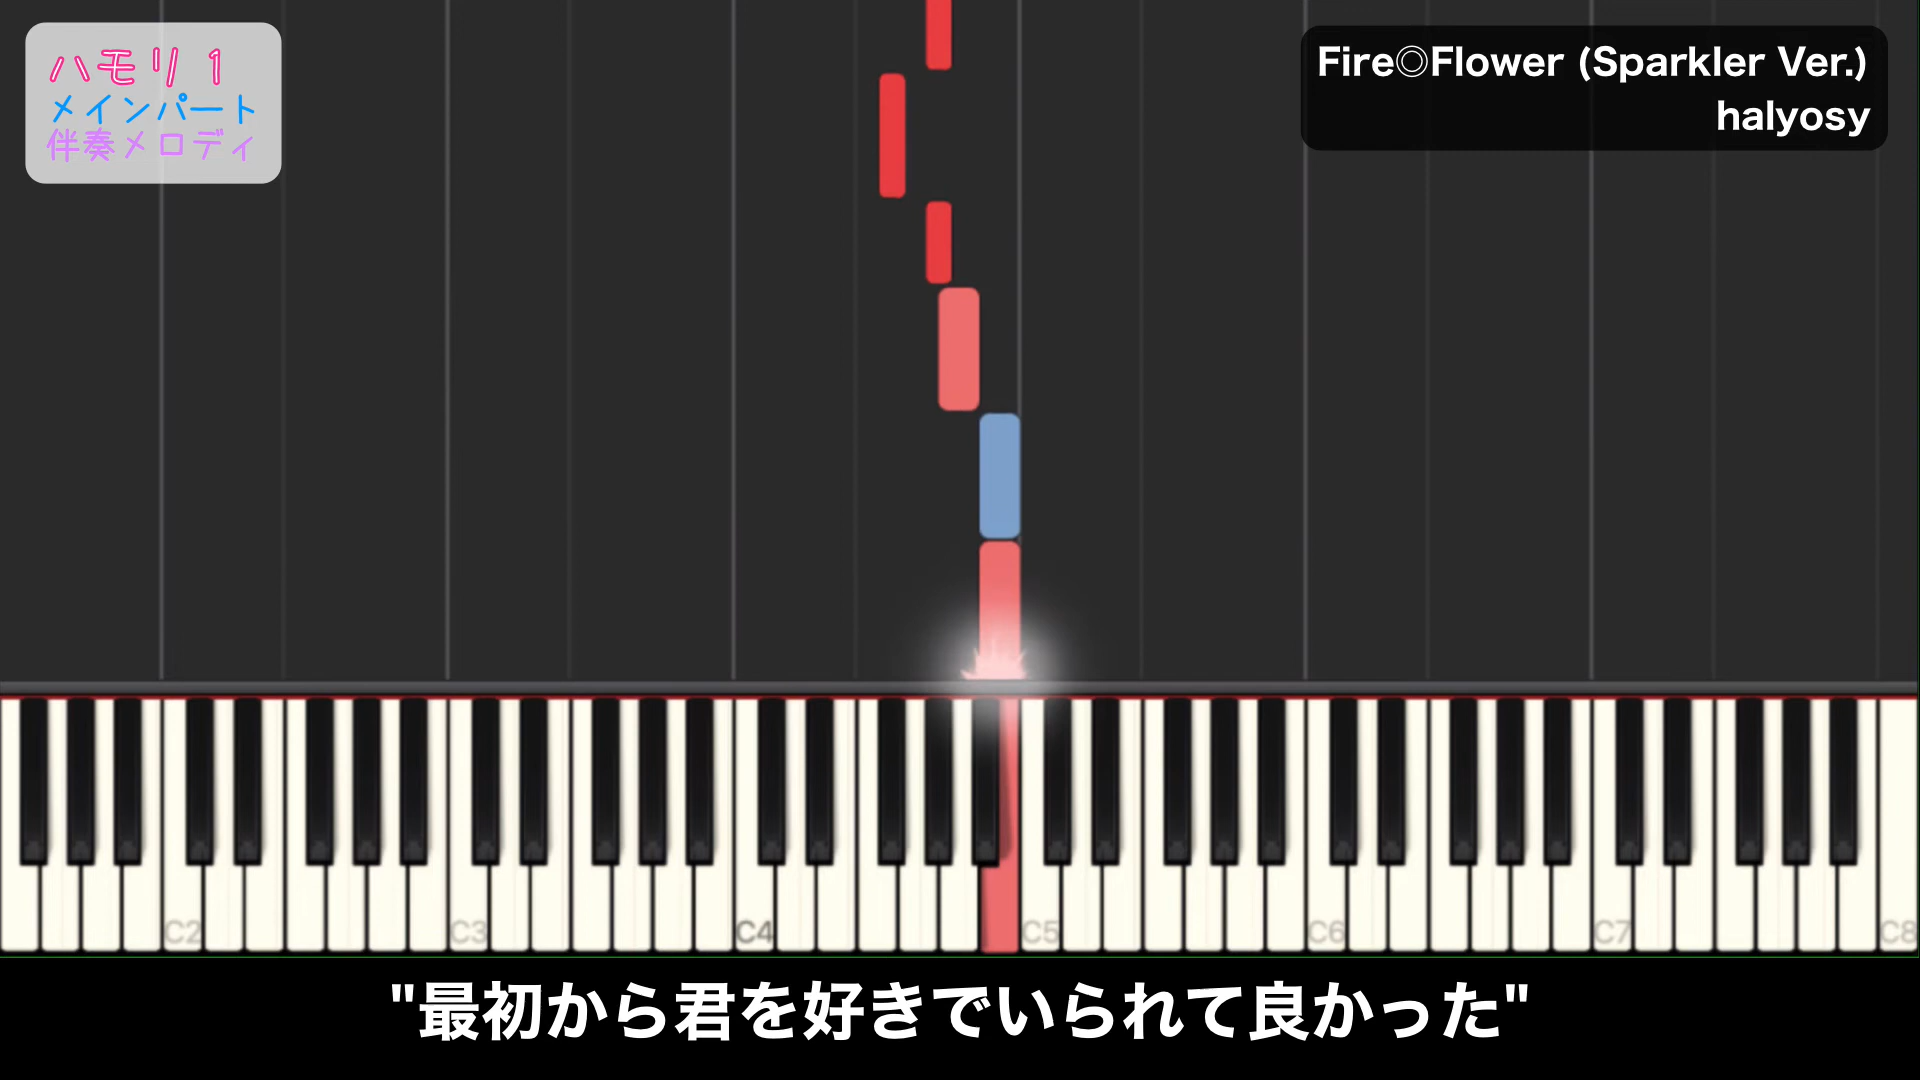 ハモリ 1
メインパート
伴奏メロディ
Fire◎Flower (Sparkler Ver.)
halyosy
C2 C3 C4 C5 C6 C7 C8
"最初から君を好きでいられて良かった"